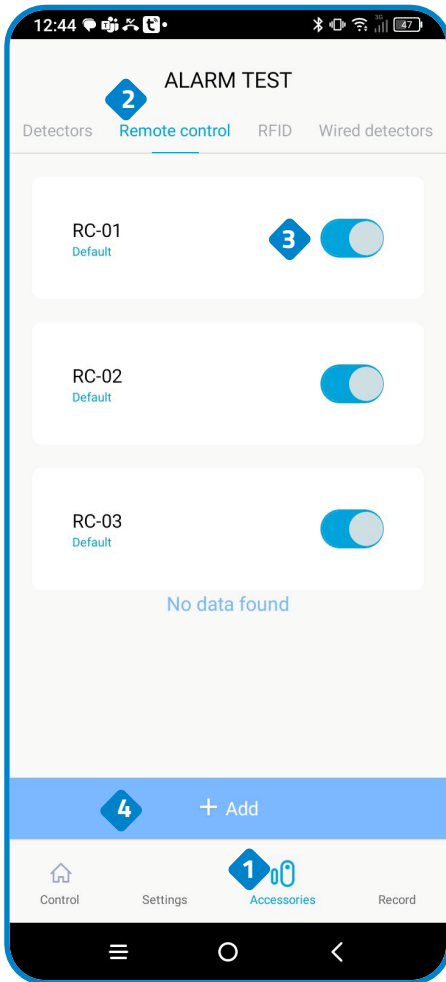 12:44
3G
47
ALARM TEST
2
Detectors Remote control RFID Wired detectors
RC-01
Default
3
RC-02
Default
RC-03
Default
No data found
4
+ Add
1
Control Settings Accessories Record